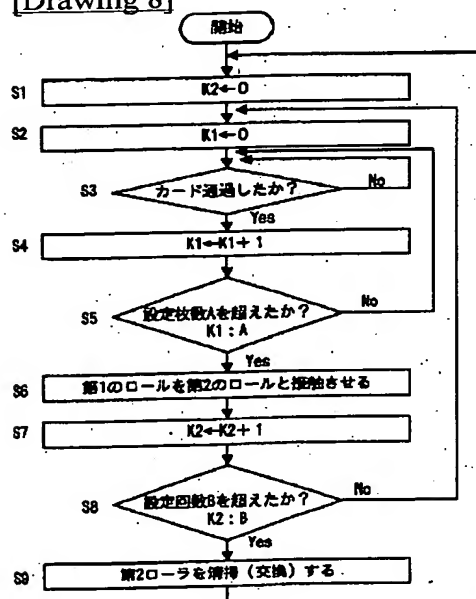 [Drawing 8]
開始
S1 K2←0
S2 K1←0
S3 カード通過したか？ No
Yes
S4 K1←K1+1
S5 設定枚数Aを超えたか？ No
K1：A
Yes
S6 第1のロールを第2のロールと接触させる
S7 K2←K2+1
S8 設定回数Bを超えたか？ No
K2：B
Yes
S9 第2ローラを清掃（交換）する